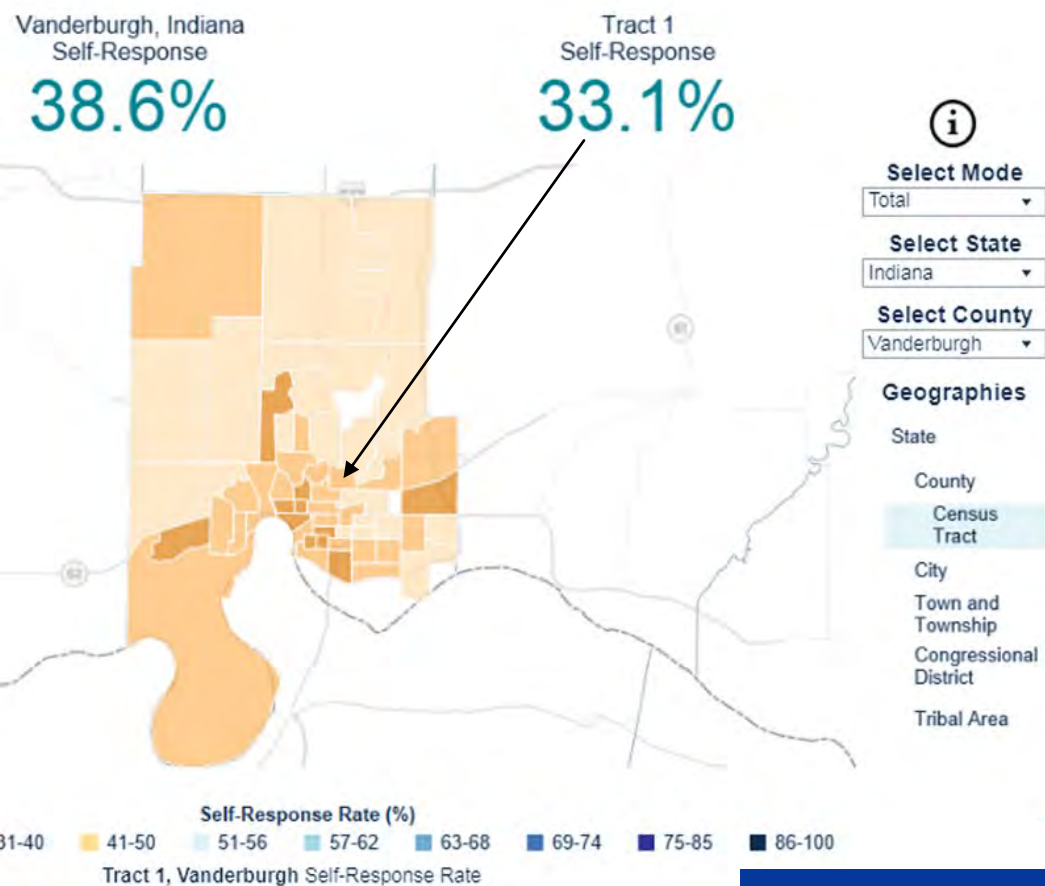 Vanderburgh, Indiana
Self-Response
38.6%
Tract 1
Self-Response
33.1%
i
Select Mode
Total
Select State
Indiana
Select County
Vanderburgh
Geographies
State
County
Census
Tract
City
Town and
Township
Congressional
District
Tribal Area
61
62
Self-Response Rate (%)
31-40 41-50 51-56 57-62 63-68 69-74 75-85 86-100
Tract 1, Vanderburgh Self-Response Rate